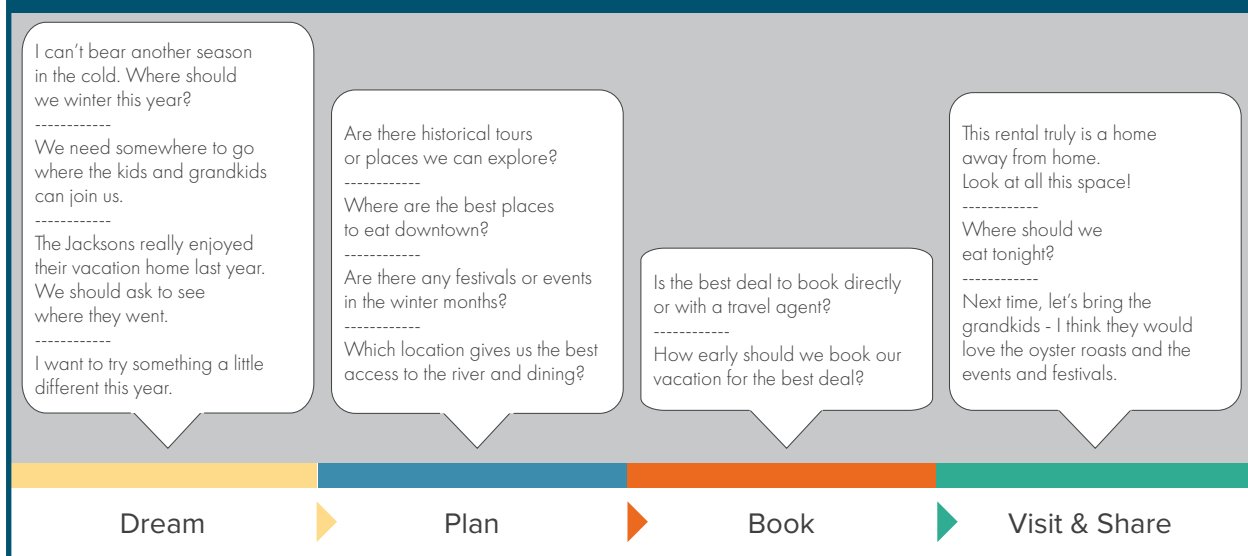 I can't bear another season
in the cold. Where should
we winter this year?
------------
We need somewhere to go
where the kids and grandkids
can join us.
------------
The Jacksons really enjoyed
their vacation home last year.
We should ask to see
where they went.
------------
I want to try something a little
different this year.
Are there historical tours
or places we can explore?
------------
Where are the best places
to eat downtown?
------------
Are there any festivals or events
in the winter months?
------------
Which location gives us the best
access to the river and dining?
Is the best deal to book directly
or with a travel agent?
------------
How early should we book our
vacation for the best deal?
This rental truly is a home
away from home.
Look at all this space!
------------
Where should we
eat tonight?
------------
Next time, let's bring the
grandkids - I think they would
love the oyster roasts and the
events and festivals.
Dream
Plan
Book
Visit & Share